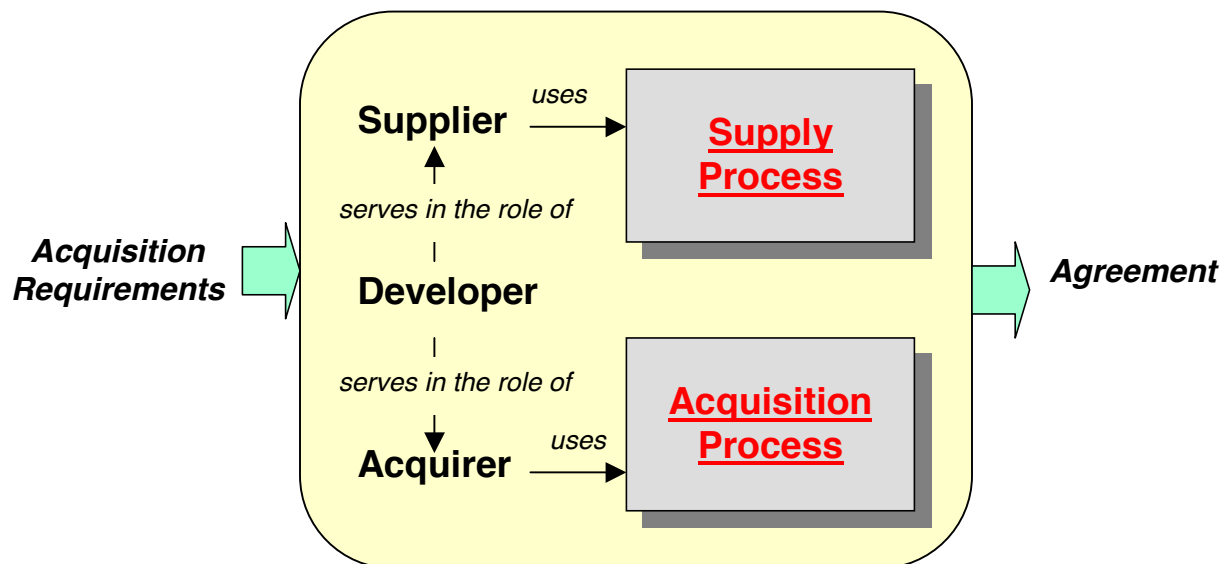 uses
Supplier
Supply
Process
serves in the role of
Acquisition
Requirements
Developer
Agreement
serves in the role of
Acquisition
Process
uses
Acquirer